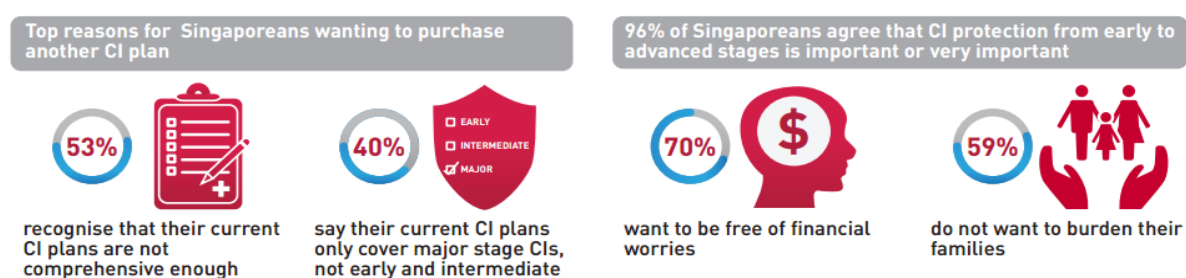 Top reasons for Singaporeans wanting to purchase
another CI plan
53%
recognise that their current
CI plans are not
comprehensive enough
40%
EARLY
INTERMEDIATE
MAJOR
say their current CI plans
only cover major stage CIs,
not early and intermediate
96% of Singaporeans agree that CI protection from early to
advanced stages is important or very important
70%
$
want to be free of financial
worries
59%
do not want to burden their
families